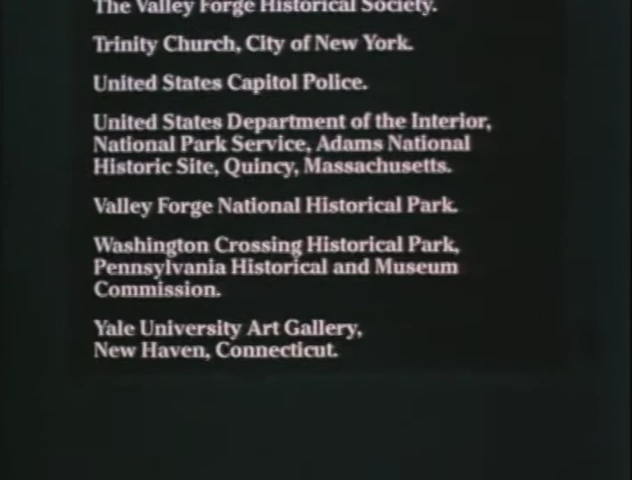 The Valley Forge Historical Society.
Trinity Church, City of New York.
United States Capitol Police.
United States Department of the Interior,
National Park Service, Adams National
Historic Site, Quincy, Massachusetts.
Valley Forge National Historical Park.
Washington Crossing Historical Park,
Pennsylvania Historical and Museum
Commission.
Yale University Art Gallery,
New Haven, Connecticut.